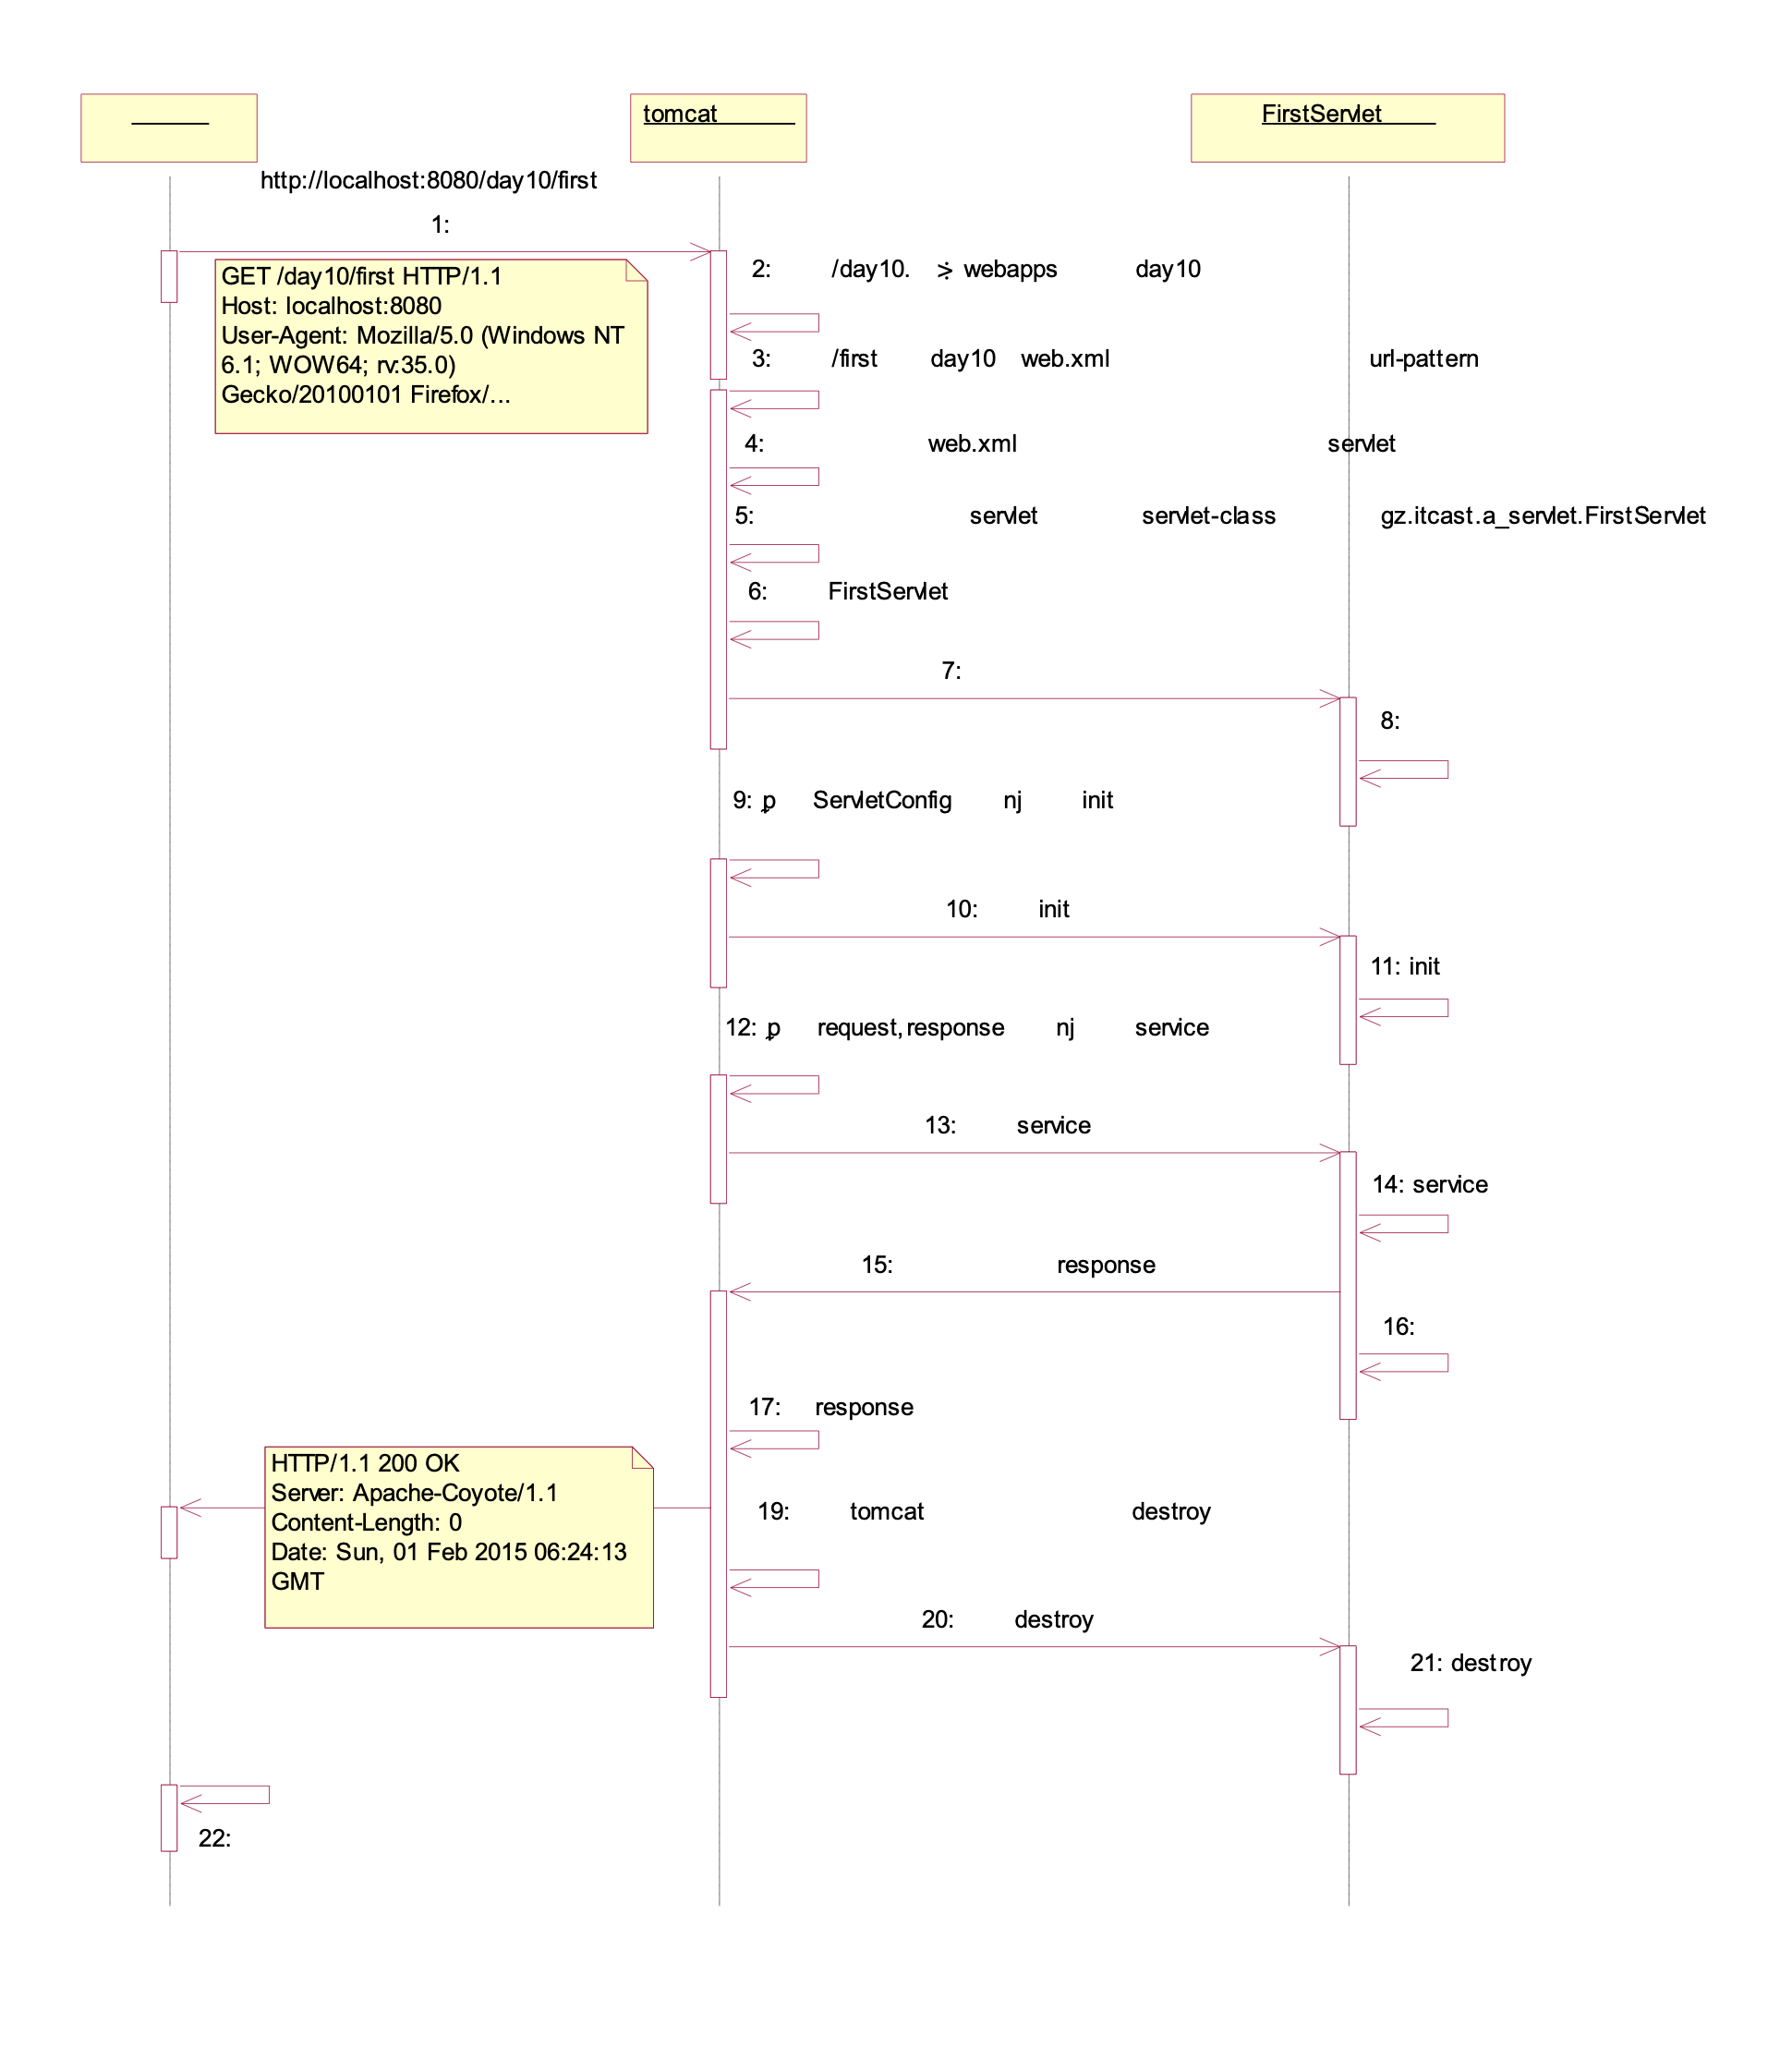 tomcat
FirstServlet
http://localhost:8080/day10/first
1:
GET /day10/first HTTP/1.1
Host: localhost:8080
User-Agent: Mozilla/5.0 (Windows NT
6.1; WOW64; rv:35.0)
Gecko/20100101 Firefox/...
2: /day10. webapps day10
3: /first day10 web.xml url-pattern
4: web.xml servlet
5: servlet servlet-class gz.itcast.a_servlet.FirstServlet
6: FirstServlet
7:
8:
9: p ServletConfig nj init
10: init
11: init
12: p request,response nj service
13: service
14: service
15: response
16:
17: response
HTTP/1.1 200 OK
Server: Apache-Coyote/1.1
Content-Length: 0
Date: Sun, 01 Feb 2015 06:24:13
GMT
19: tomcat destroy
20: destroy
21: destroy
22: